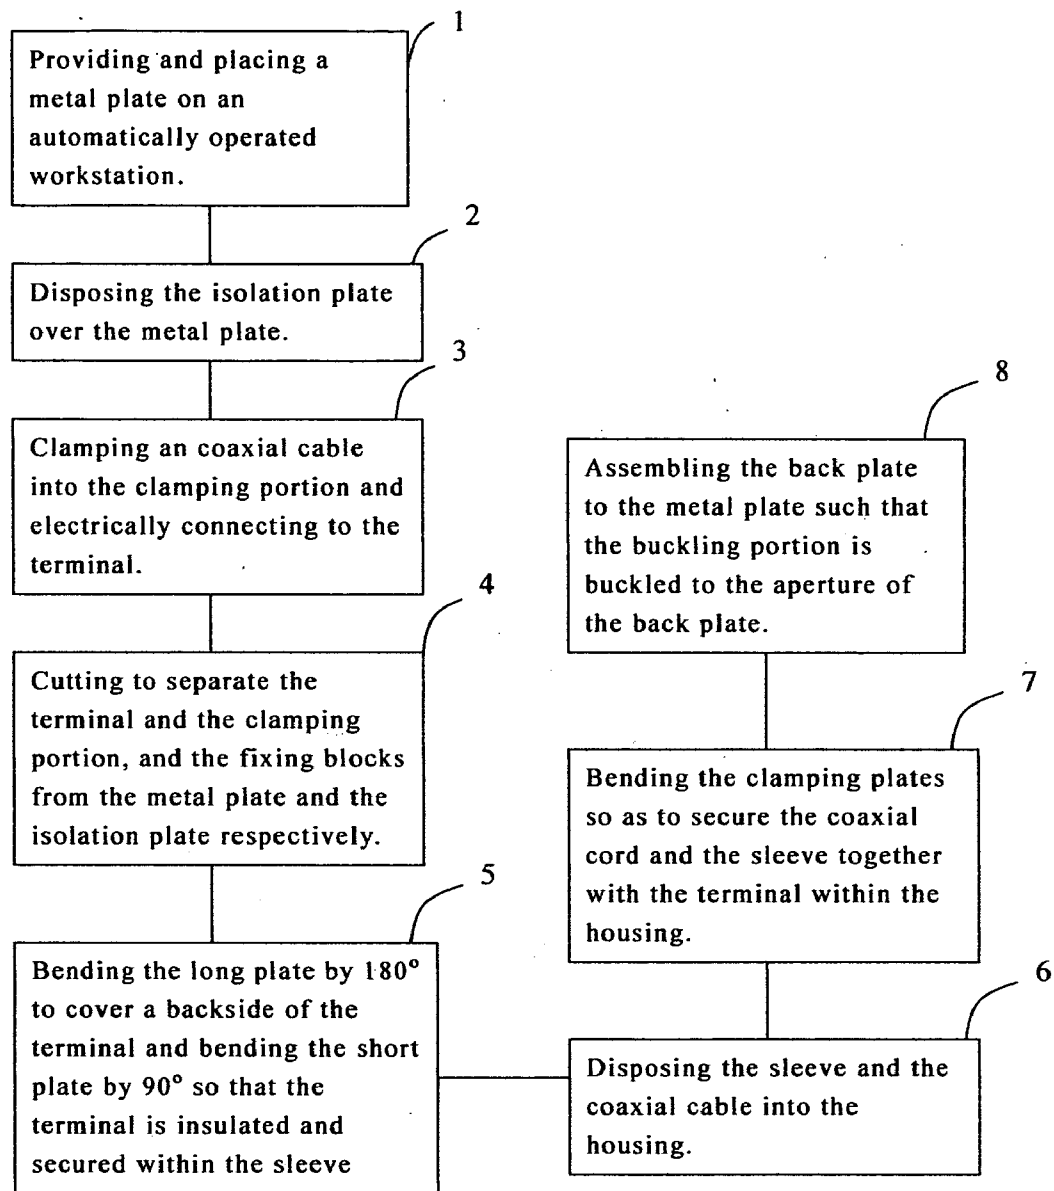 1
Providing and placing a
metal plate on an
automatically operated
workstation.
2
Disposing the isolation plate
over the metal plate.
3
Clamping an coaxial cable
into the clamping portion and
electrically connecting to the
terminal.
4
Cutting to separate the
terminal and the clamping
portion, and the fixing blocks
from the metal plate and the
isolation plate respectively.
5
Bending the long plate by 180°
to cover a backside of the
terminal and bending the short
plate by 90° so that the
terminal is insulated and
secured within the sleeve
6
Disposing the sleeve and the
coaxial cable into the
housing.
7
Bending the clamping plates
so as to secure the coaxial
cord and the sleeve together
with the terminal within the
housing.
8
Assembling the back plate
to the metal plate such that
the buckling portion is
buckled to the aperture of
the back plate.